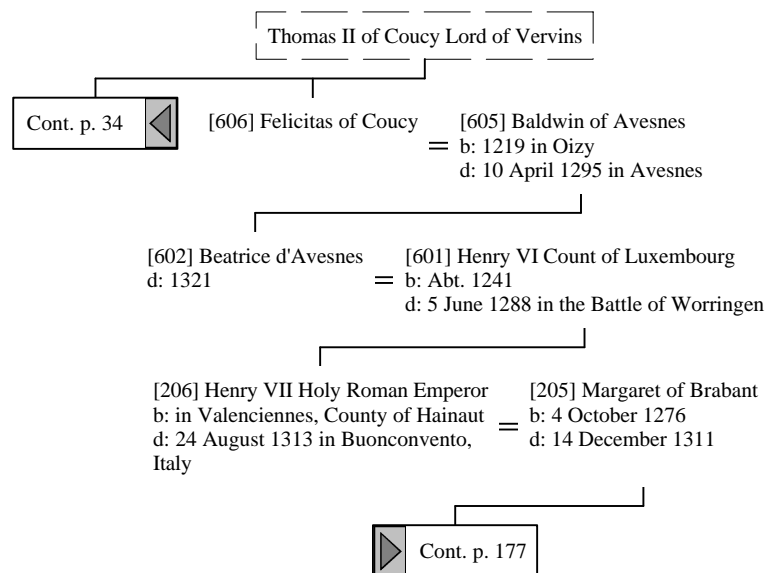 Thomas II of Coucy Lord of Vervins
Cont. p. 34
[606] Felicitas of Coucy
=
[605] Baldwin of Avesnes
b: 1219 in Oizy
d: 10 April 1295 in Avesnes
[602] Beatrice d'Avesnes
d: 1321
=
[601] Henry VI Count of Luxembourg
b: Abt. 1241
d: 5 June 1288 in the Battle of Worringen
[206] Henry VII Holy Roman Emperor
b: in Valenciennes, County of Hainaut
d: 24 August 1313 in Buonconvento,
Italy
=
[205] Margaret of Brabant
b: 4 October 1276
d: 14 December 1311
Cont. p. 177